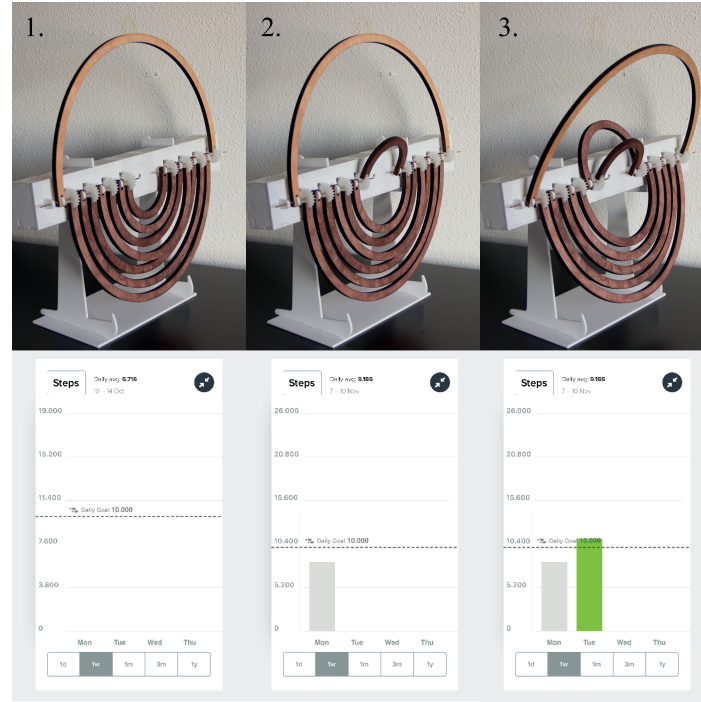 1.
2.
3.
Steps
Daily avg: 6.716
10 – 14 Oct
19.000
15.200
11.400
Daily Goal 10.000
7.600
3.800
0
Mon Tue Wed Thu
1d 1w 1m 3m 1y
Steps
Daily avg: 9.186
7 – 10 Nov
26.000
20.800
15.600
10.400 Daily Goal 10.000
5.200
0
Mon Tue Wed Thu
1d 1w 1m 3m 1y
Steps
Daily avg: 9.186
7 – 10 Nov
26.000
20.800
15.600
10.400 Daily Goal 10.000
5.200
0
Mon Tue Wed Thu
1d 1w 1m 3m 1y